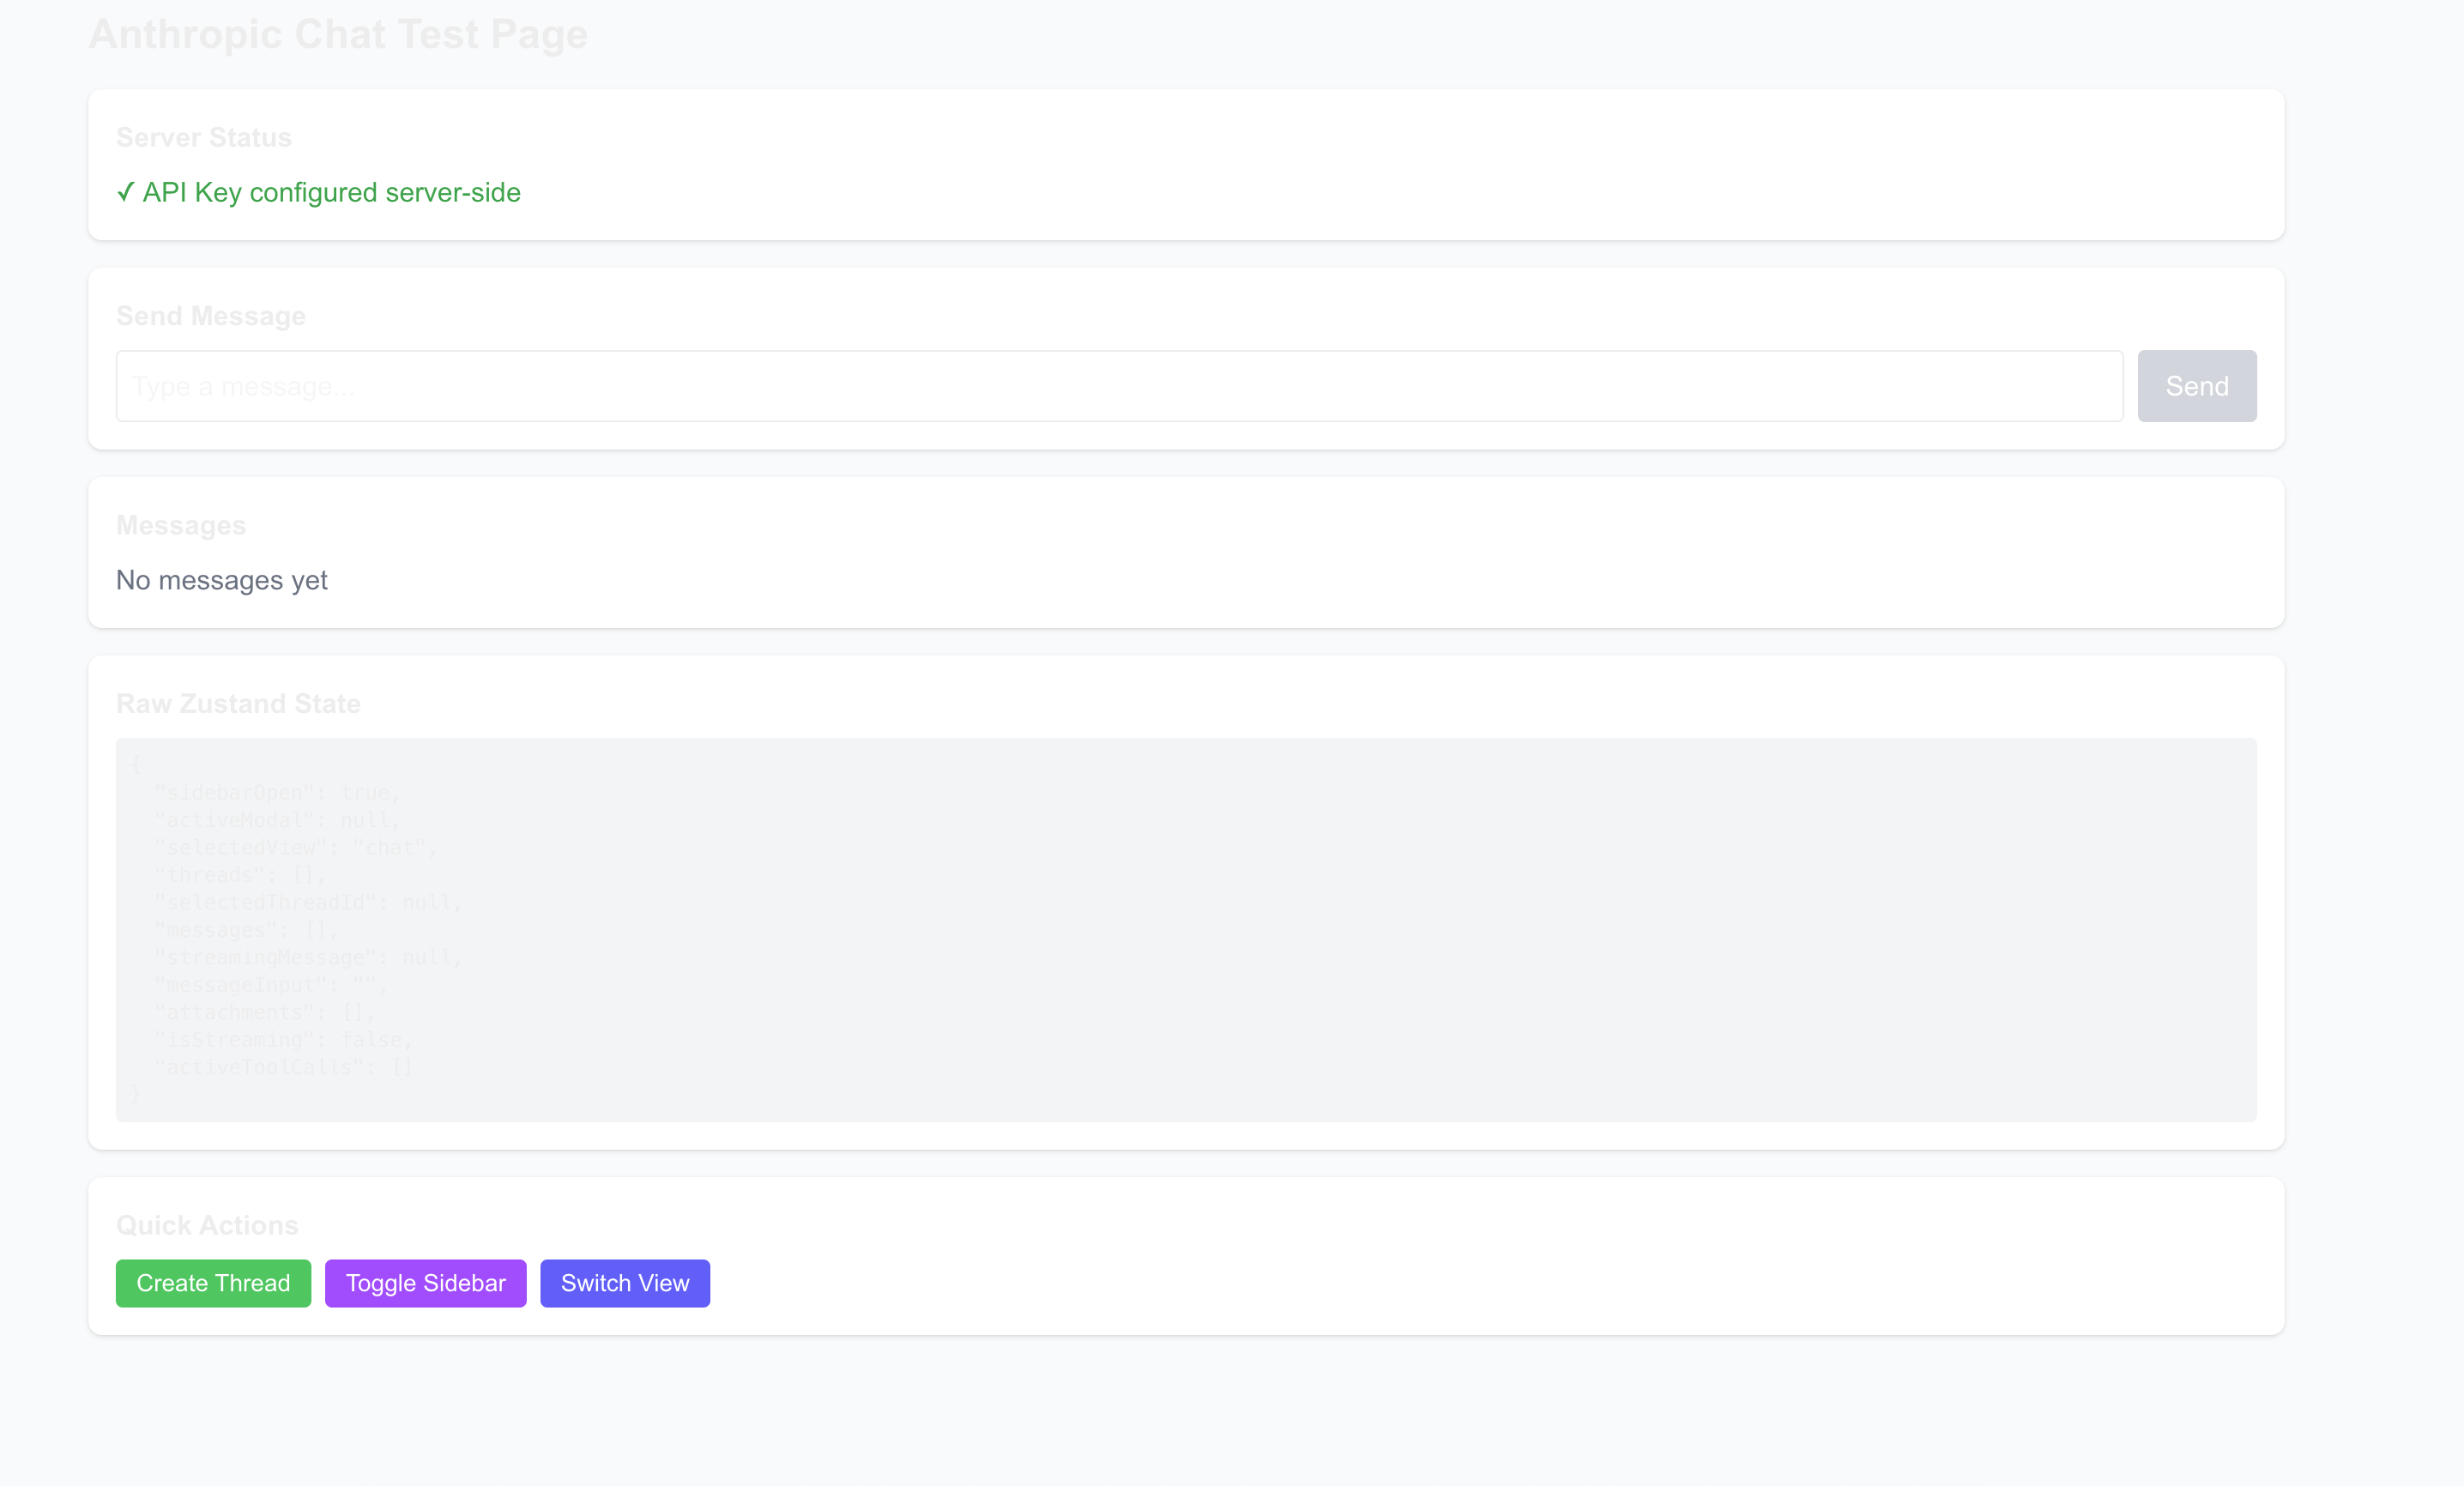 Anthropic Chat Test Page
Server Status
✓ API Key configured server-side
Send Message
Type a message...
Send
Messages
No messages yet
Raw Zustand State
{
  "sidebarOpen": true,
  "activeModal": null,
  "selectedView": "chat",
  "threads": [],
  "selectedThreadId": null,
  "messages": [],
  "streamingMessage": null,
  "messageInput": "",
  "attachments": [],
  "isStreaming": false,
  "activeToolCalls": []
}
Quick Actions
Create Thread
Toggle Sidebar
Switch View